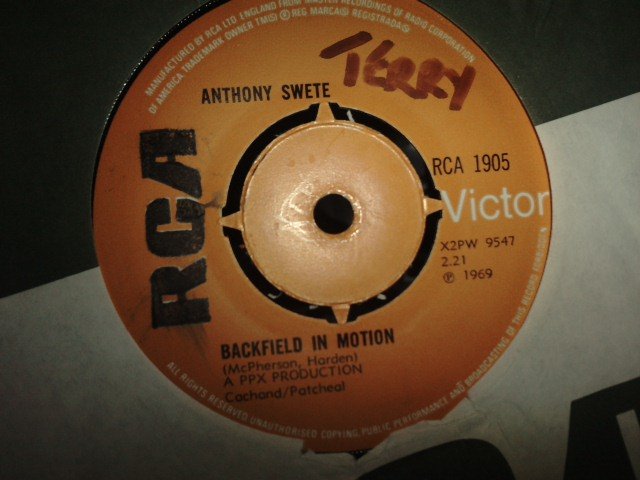 MANUFACTURED BY RCA LTD. ENGLAND FROM MASTER RECORDINGS OF RADIO CORPORATION
OF AMERICA TRADEMARK OWNER TM(S) ® REG MARCA(S) REGISTRADA(S)
TERRY
ANTHONY SWETE
RCA
RCA 1905
Victor
X2PW 9547
2.21
℗ 1969
BACKFIELD IN MOTION
(McPherson, Harden)
A PPX PRODUCTION
Cachand/Patcheal
ALL RIGHTS RESERVED UNAUTHORISED COPYING, PUBLIC PERFORMANCE AND BROADCASTING OF THIS RECORD FORBIDDEN